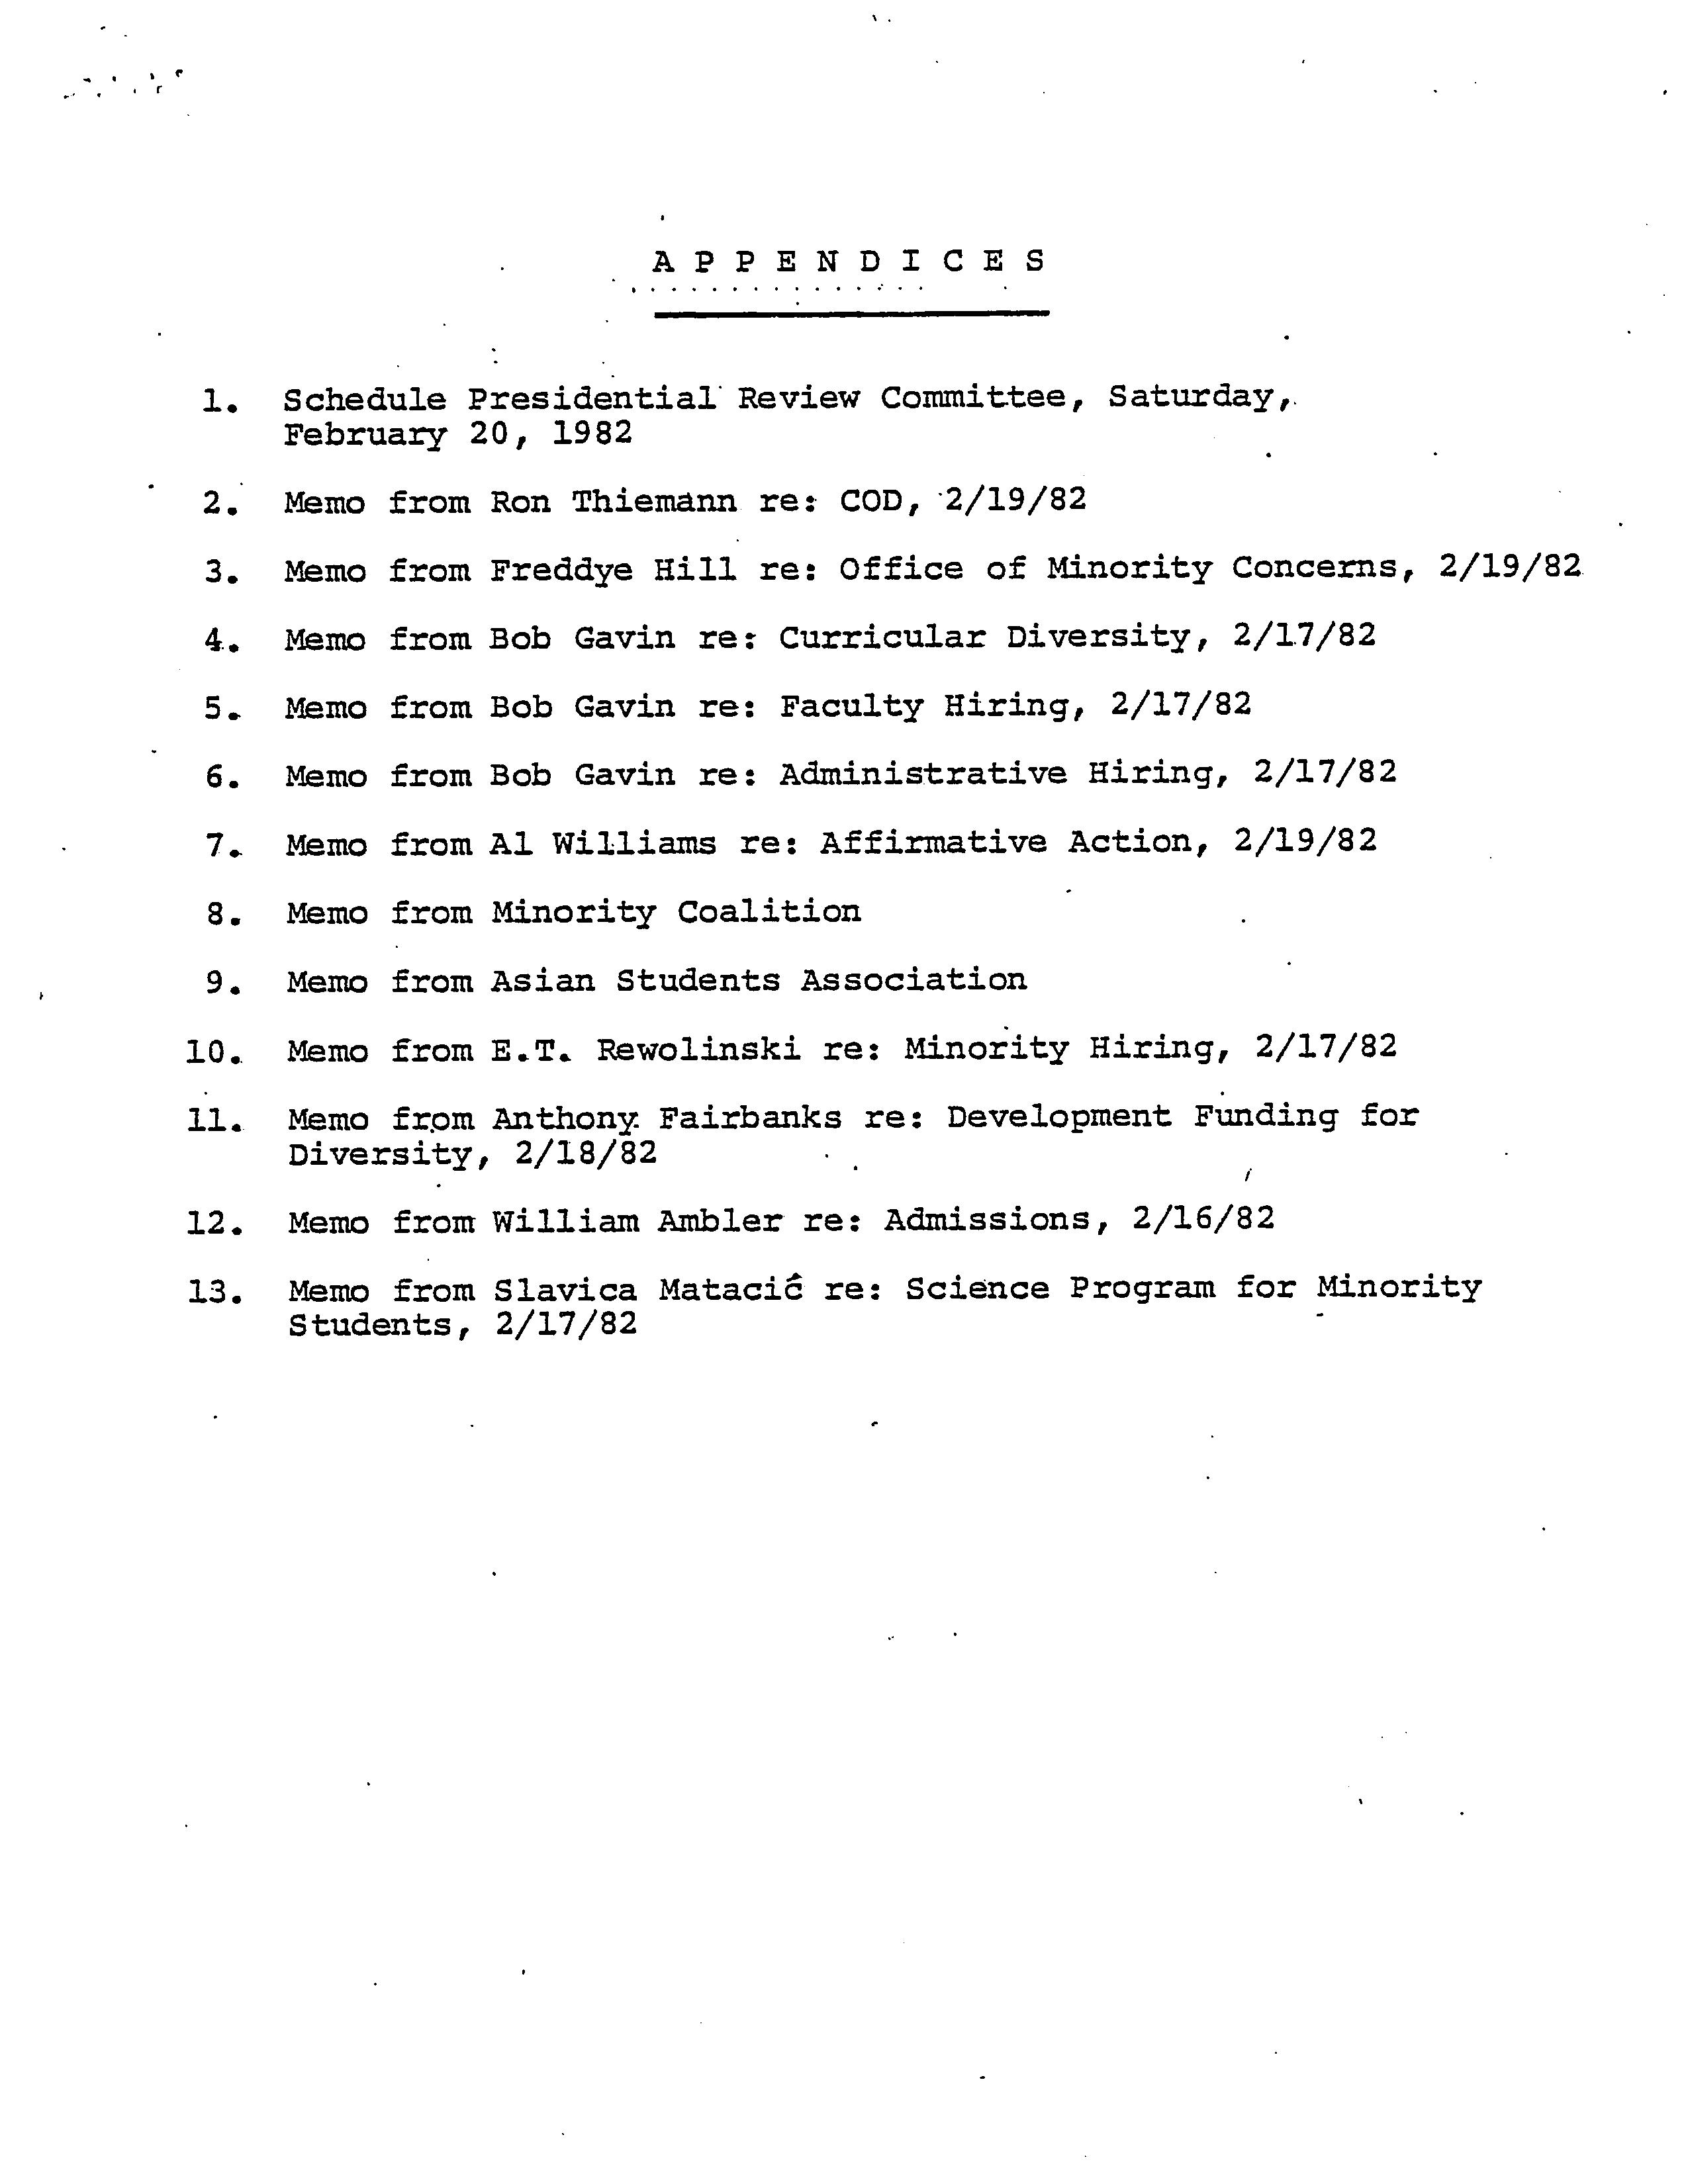 A P P E N D I C E S
1. Schedule Presidential Review Committee, Saturday,
February 20, 1982
2. Memo from Ron Thiemann re: COD, 2/19/82
3. Memo from Freddye Hill re: Office of Minority Concerns, 2/19/82
4. Memo from Bob Gavin re: Curricular Diversity, 2/17/82
5. Memo from Bob Gavin re: Faculty Hiring, 2/17/82
6. Memo from Bob Gavin re: Administrative Hiring, 2/17/82
7. Memo from Al Williams re: Affirmative Action, 2/19/82
8. Memo from Minority Coalition
9. Memo from Asian Students Association
10. Memo from E.T. Rewolinski re: Minority Hiring, 2/17/82
11. Memo from Anthony Fairbanks re: Development Funding for
Diversity, 2/18/82
12. Memo from William Ambler re: Admissions, 2/16/82
13. Memo from Slavica Matacić re: Science Program for Minority
Students, 2/17/82